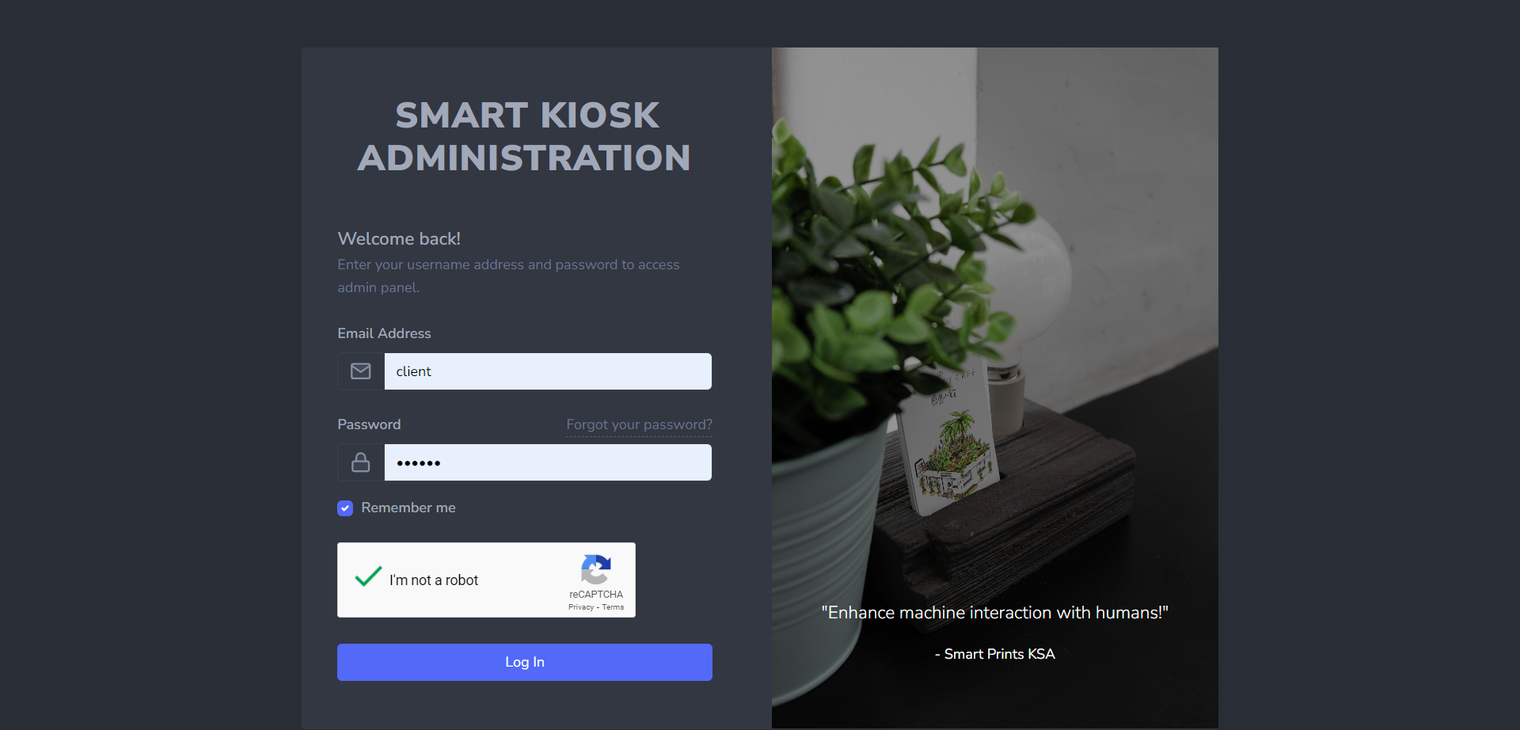 SMART KIOSK
ADMINISTRATION
Welcome back!
Enter your username address and password to access
admin panel.
Email Address
client
Password
Forgot your password?
••••••
Remember me
I'm not a robot
reCAPTCHA
Privacy - Terms
Log In
"Enhance machine interaction with humans!"
- Smart Prints KSA